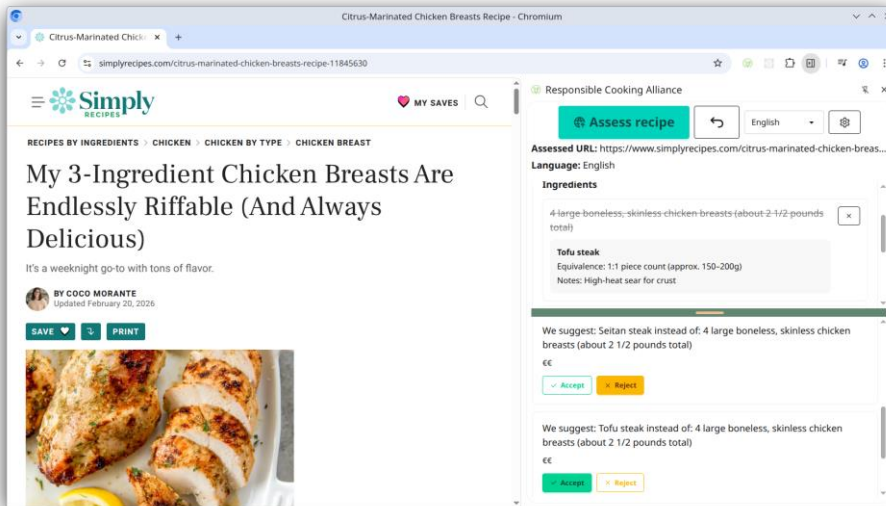 Citrus-Marinated Chicken Breasts Recipe - Chromium
Citrus-Marinated Chick
simplyrecipes.com/citrus-marinated-chicken-breasts-recipe-11845630
Simply
RECIPES
MY SAVES
RECIPES BY INGREDIENTS > CHICKEN > CHICKEN BY TYPE > CHICKEN BREAST
My 3-Ingredient Chicken Breasts Are
Endlessly Riffable (And Always
Delicious)
It's a weeknight go-to with tons of flavor.
BY COCO MORANTE
Updated February 20, 2026
SAVE
PRINT
Responsible Cooking Alliance
Assess recipe
English
Assessed URL: https://www.simplyrecipes.com/citrus-marinated-chicken-breas...
Language: English
Ingredients
4 large boneless, skinless chicken breasts (about 2 1/2 pounds
total)
Tofu steak
Equivalence: 1:1 piece count (approx. 150–200g)
Notes: High-heat sear for crust
We suggest: Seitan steak instead of: 4 large boneless, skinless chicken
breasts (about 2 1/2 pounds total)
€€
Accept
Reject
We suggest: Tofu steak instead of: 4 large boneless, skinless chicken
breasts (about 2 1/2 pounds total)
€€
Accept
Reject